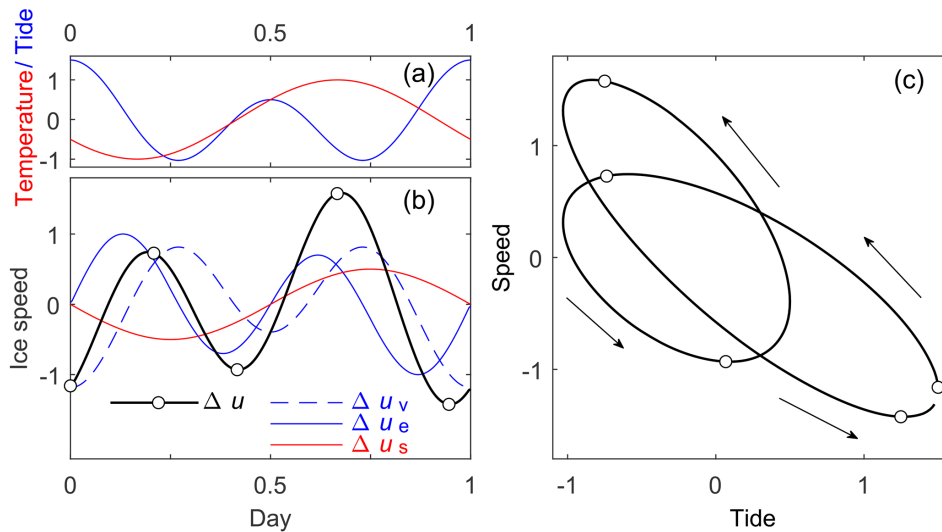 0 0.5 1
Temperature / Tide
1
0
-1
(a)
Ice speed
1
0
-1
(b)
Δ u
Δ u v
Δ u e
Δ u s
0 0.5 1
Day
(c)
Speed
1
0
-1
-1 0 1
Tide